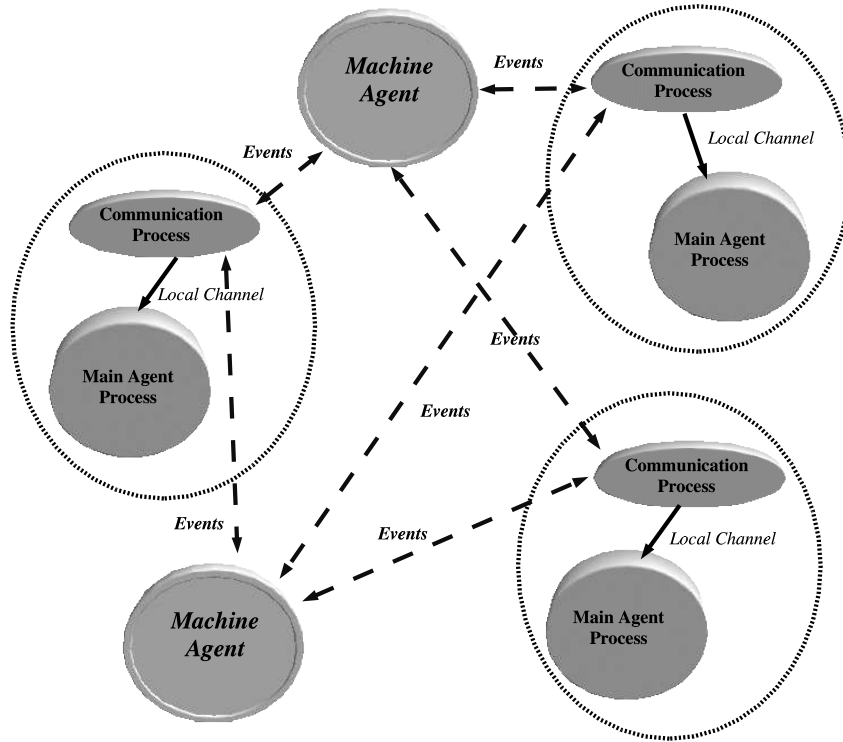 Machine
Agent
Events
Communication
Process
Local Channel
Main Agent
Process
Events
Communication
Process
Local Channel
Main Agent
Process
Events
Events
Communication
Process
Local Channel
Main Agent
Process
Events
Events
Machine
Agent